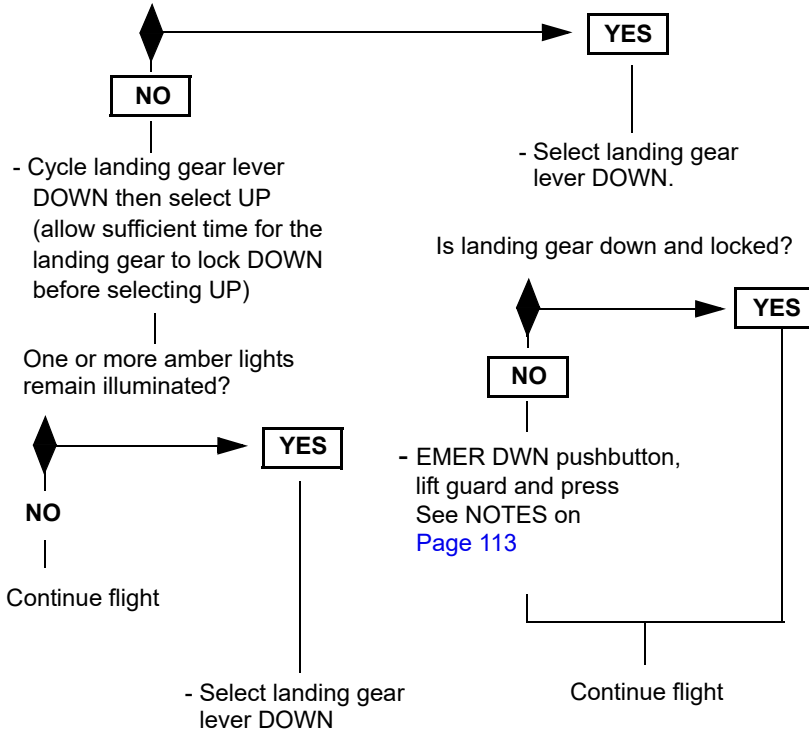 YES
NO
- Cycle landing gear lever
DOWN then select UP
(allow sufficient time for the
landing gear to lock DOWN
before selecting UP)
One or more amber lights
remain illuminated?
YES
NO
Continue flight
- Select landing gear
lever DOWN
- Select landing gear
lever DOWN.
Is landing gear down and locked?
YES
NO
- EMER DWN pushbutton,
lift guard and press
See NOTES on
Page 113
Continue flight